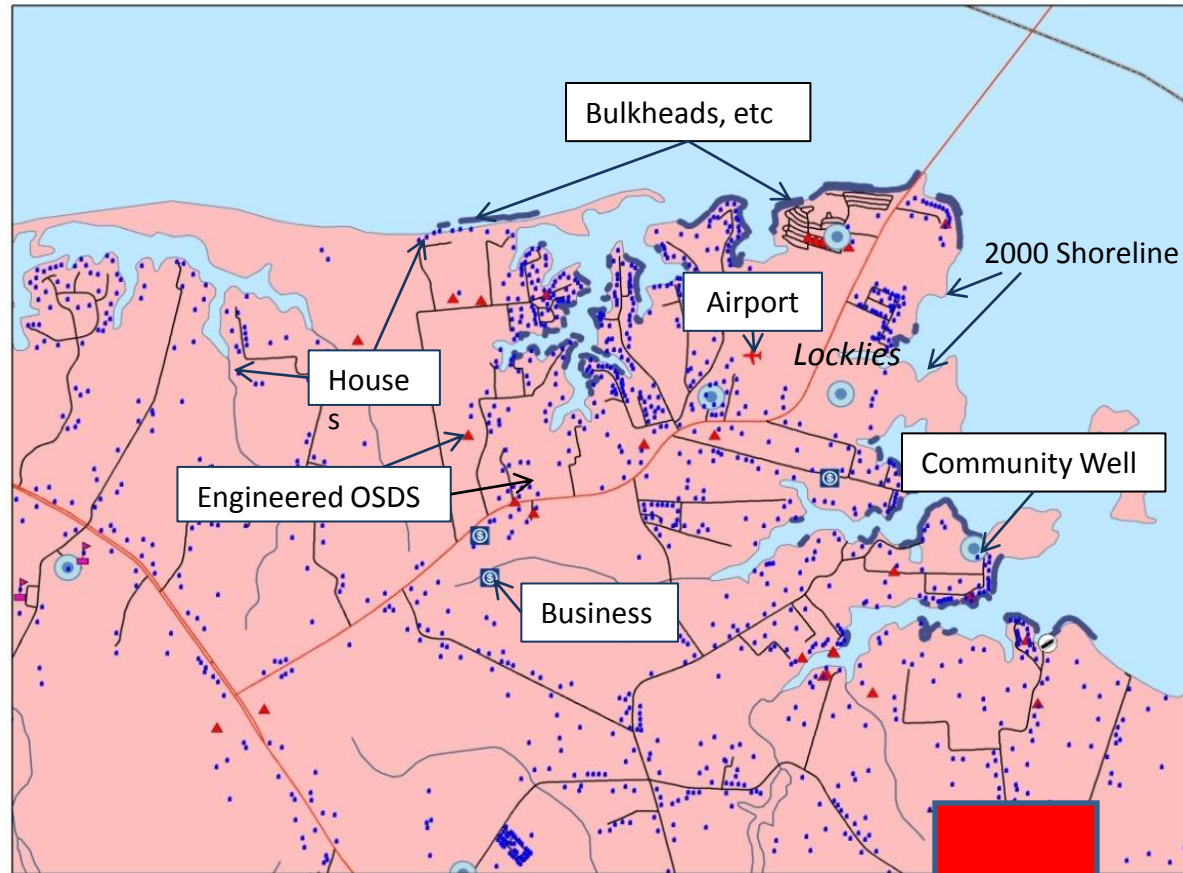 Bulkheads, etc
2000 Shoreline
Airport
Locklies
House
s
Community Well
Engineered OSDS
Business